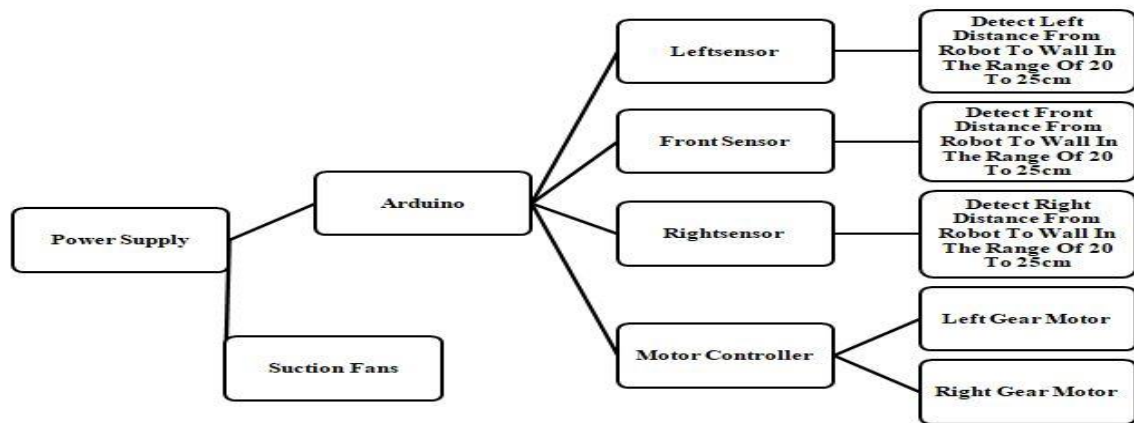 Power Supply
Arduino
Suction Fans
Leftsensor
Front Sensor
Rightsensor
Motor Controller
Detect Left
Distance From
Robot To Wall In
The Range Of 20
To 25cm
Detect Front
Distance From
Robot To Wall In
The Range Of 20
To 25cm
Detect Right
Distance From
Robot To Wall In
The Range Of 20
To 25cm
Left Gear Motor
Right Gear Motor